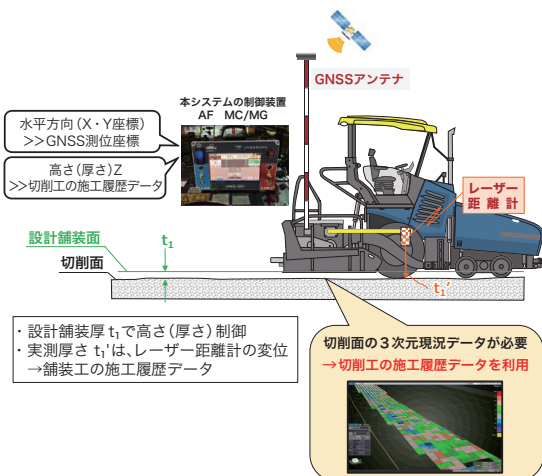 GNSSアンテナ
本システムの制御装置
AF MC/MG
水平方向(X・Y座標)
>>GNSS測位座標
高さ(厚さ)Z
>>切削工の施工履歴データ
レーザー
距離計
設計舗装面
t₁
切削面
t₁’
・設計舗装厚 t₁で高さ(厚さ)制御
・実測厚さ t₁'は、レーザー距離計の変位
→舗装工の施工履歴データ
切削面の３次元現況データが必要
→切削工の施工履歴データを利用